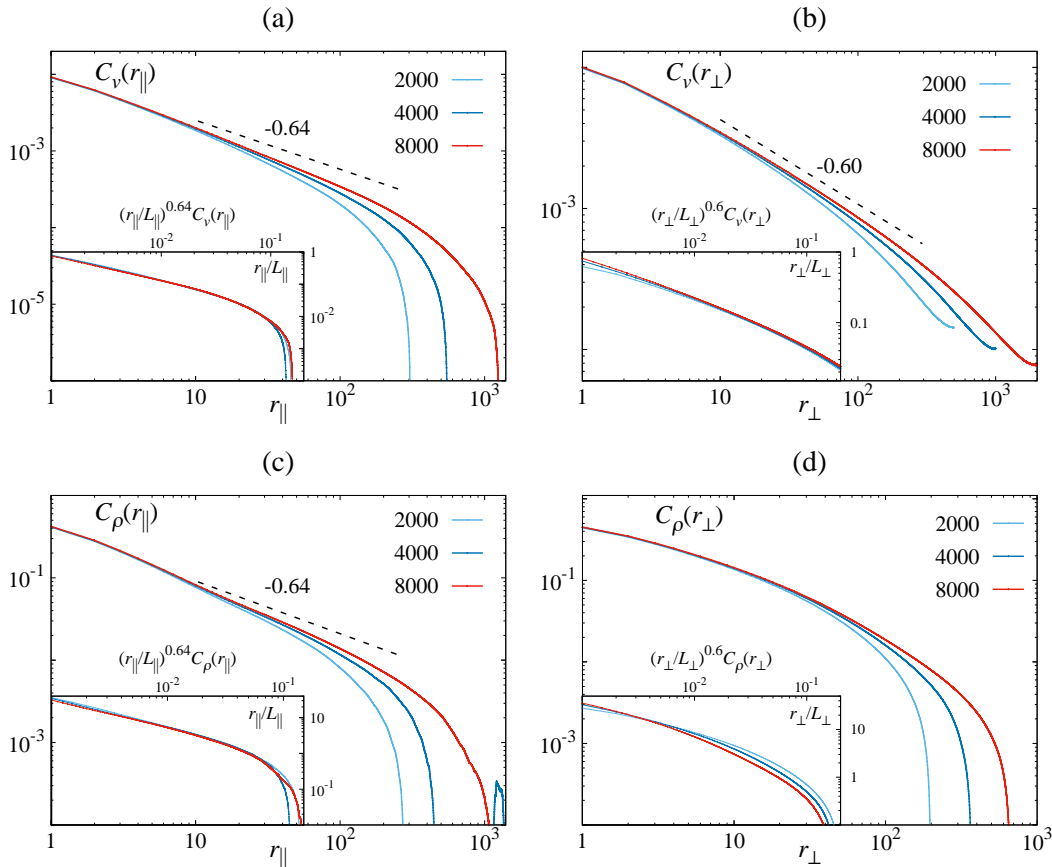 (a)
C_v(r_∥)
2000
4000
8000
-0.64
10^-3
10^-5
(r_∥/L_∥)^0.64 C_v(r_∥)
10^-2
10^-1
1
r_∥/L_∥
10^-2
1
10
10^2
10^3
r_∥
(b)
C_v(r_⊥)
2000
4000
8000
-0.60
10^-3
(r_⊥/L_⊥)^0.6 C_v(r_⊥)
10^-2
10^-1
1
r_⊥/L_⊥
0.1
1
10
10^2
10^3
r_⊥
(c)
C_ρ(r_∥)
2000
4000
8000
-0.64
10^-1
10^-3
(r_∥/L_∥)^0.64 C_ρ(r_∥)
10^-2
10^-1
r_∥/L_∥
10
10^-1
1
10
10^2
10^3
r_∥
(d)
C_ρ(r_⊥)
2000
4000
8000
10^-1
10^-3
(r_⊥/L_⊥)^0.6 C_ρ(r_⊥)
10^-2
10^-1
r_⊥/L_⊥
10
1
1
10
10^2
10^3
r_⊥